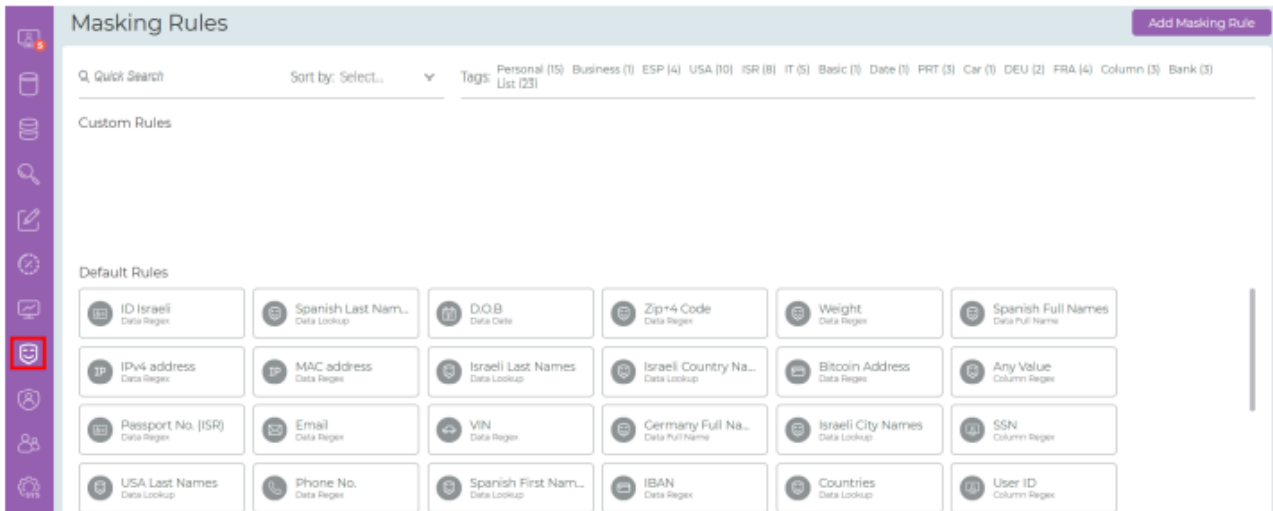 Masking Rules
Add Masking Rule
5
Quick Search
Sort by: Select...
Tags: Personal (15) Business (1) ESP (4) USA (10) ISR (8) IT (5) Basic (1) Date (1) PRT (3) Car (1) DEU (2) FRA (4) Column (3) Bank (3)
List (23)
Custom Rules
Default Rules
ID Israeli
Data Regex
Spanish Last Nam...
Data Lookup
D.O.B
Data Date
Zip+4 Code
Data Regex
Weight
Data Regex
Spanish Full Names
Data Full Name
IP
IPv4 address
Data Regex
IP
MAC address
Data Regex
Israeli Last Names
Data Lookup
Israeli Country Na...
Data Lookup
Bitcoin Address
Data Regex
Any Value
Column Regex
Passport No. (ISR)
Data Regex
Email
Data Regex
VIN
Data Regex
Germany Full Na...
Data Full Name
Israeli City Names
Data Lookup
SSN
Column Regex
USA Last Names
Data Lookup
Phone No.
Data Regex
Spanish First Nam...
Data Lookup
IBAN
Data Regex
Countries
Data Lookup
User ID
Column Regex
SYS